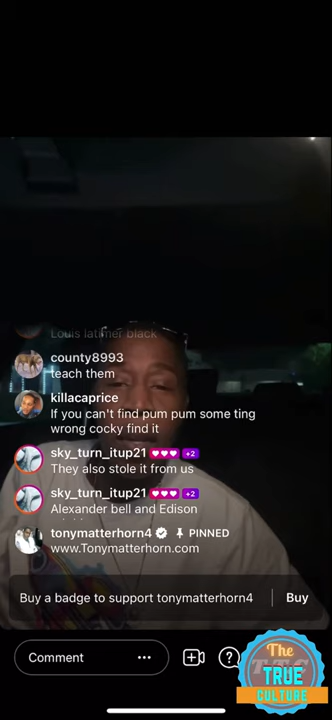 Louis latimer black
county8993
teach them
killacaprice
If you can't find pum pum some ting
wrong cocky find it
sky_turn_itup21 +2
They also stole it from us
sky_turn_itup21 +2
Alexander bell and Edison
tonymatterhorn4 PINNED
www.Tonymatterhorn.com
Buy a badge to support tonymatterhorn4 Buy
Comment
The
TRUE
CULTURE